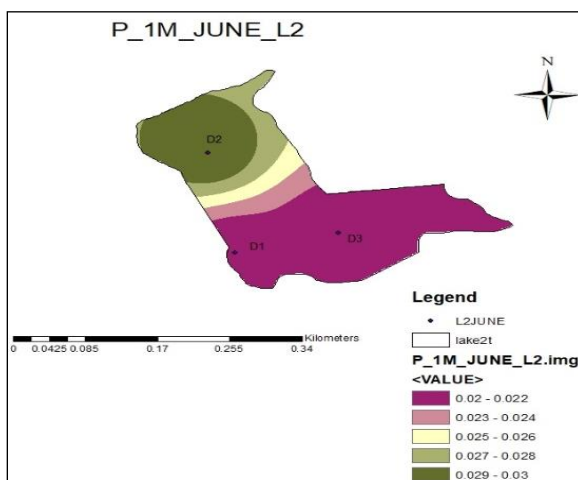 P_1M_JUNE_L2
N
D2
D3
D1
Kilometers
0 0.0425 0.085 0.17 0.255 0.34
Legend
L2JUNE
lake2t
P_1M_JUNE_L2.img
<VALUE>
0.02 - 0.022
0.023 - 0.024
0.025 - 0.026
0.027 - 0.028
0.029 - 0.03